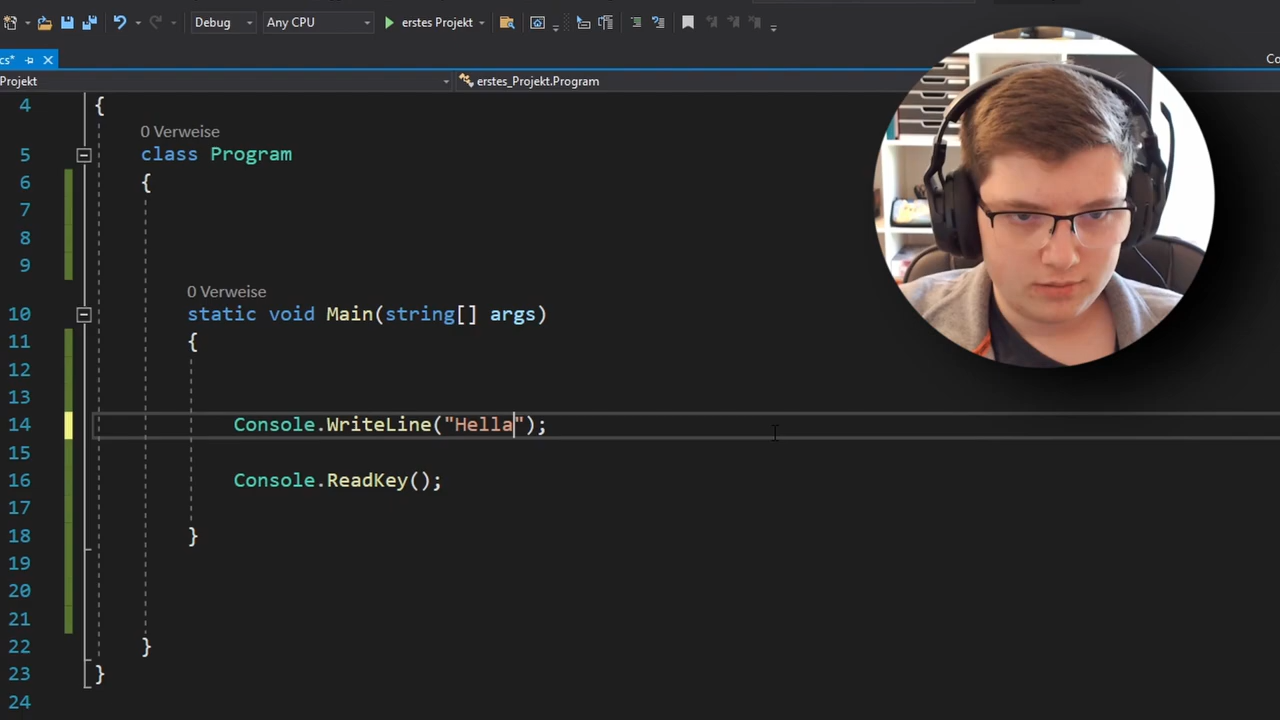 Debug Any CPU erstes Projekt
cs* Co
Projekt erstes_Projekt.Program
4 {
0 Verweise
5 class Program
6 {
7
8
9
0 Verweise
10 static void Main(string[] args)
11 {
12
13
14 Console.WriteLine("Hella");
15
16 Console.ReadKey();
17
18 }
19
20
21
22 }
23 }
24